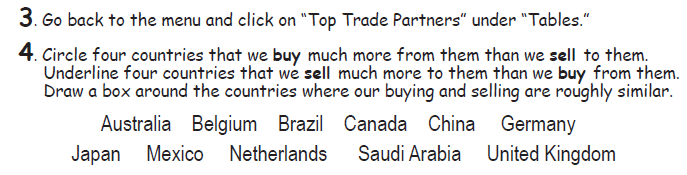 3. Go back to the menu and click on "Top Trade Partners" under "Tables."
4. Circle four countries that we buy much more from them than we sell to them.
Underline four countries that we sell much more to them than we buy from them.
Draw a box around the countries where our buying and selling are roughly similar.
Australia Belgium Brazil Canada China Germany
Japan Mexico Netherlands Saudi Arabia United Kingdom